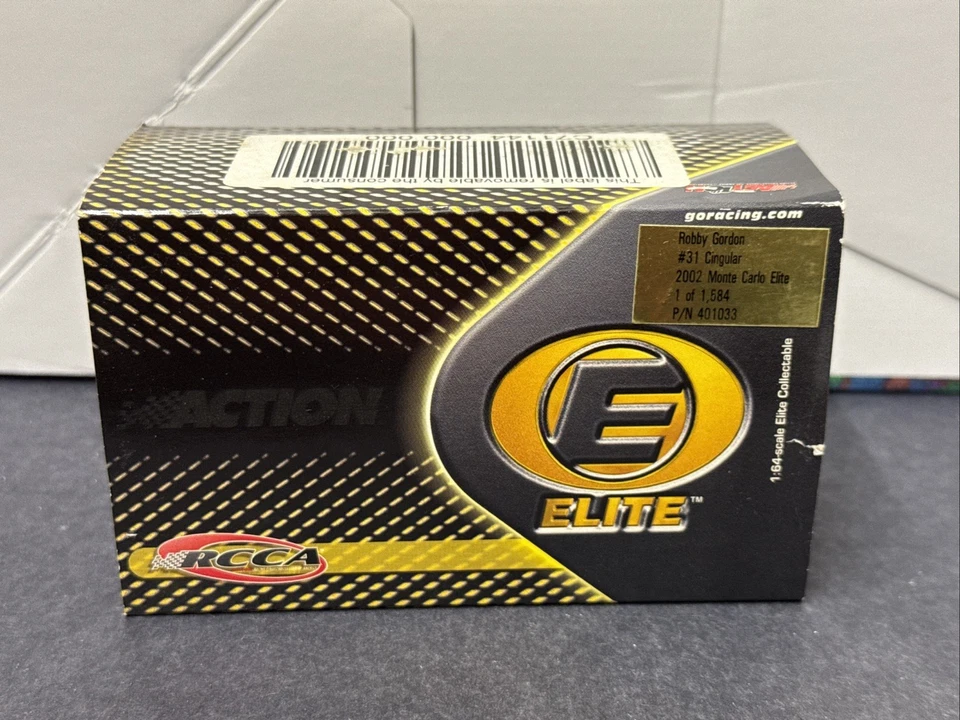 This label is removable by the consumer
goracing.com
Robby Gordon
#31 Cingular
2002 Monte Carlo Elite
1 of 1,584
P/N 401033
ACTION
E
ELITE™
1:64-scale Elite Collectable
RCCA